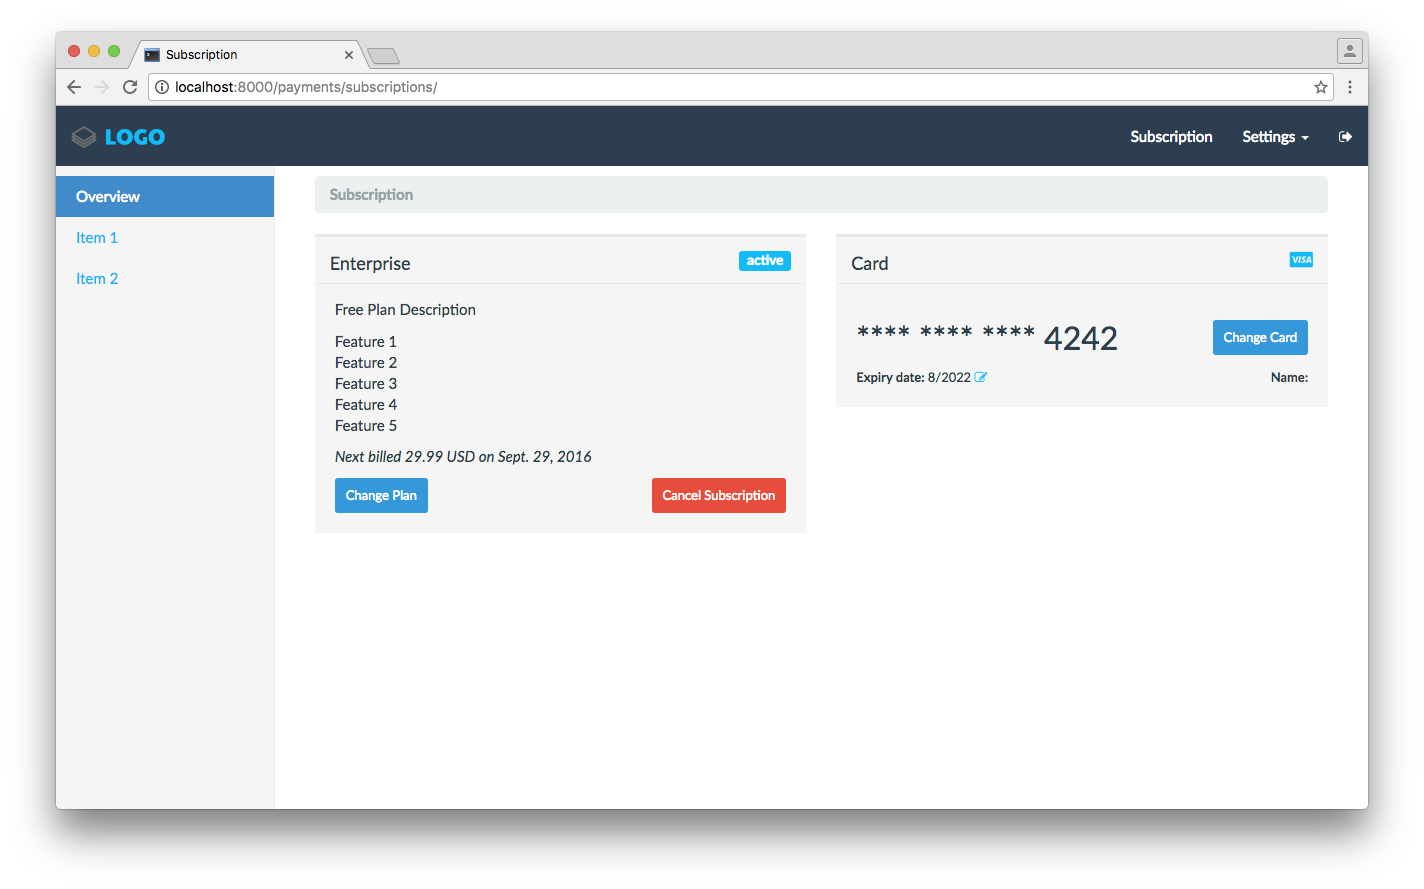 Subscription
localhost:8000/payments/subscriptions/
LOGO
Subscription
Settings
Overview
Item 1
Item 2
Subscription
Enterprise
active
Free Plan Description
Feature 1
Feature 2
Feature 3
Feature 4
Feature 5
Next billed 29.99 USD on Sept. 29, 2016
Change Plan
Cancel Subscription
Card
VISA
**** **** **** 4242
Change Card
Expiry date: 8/2022
Name: